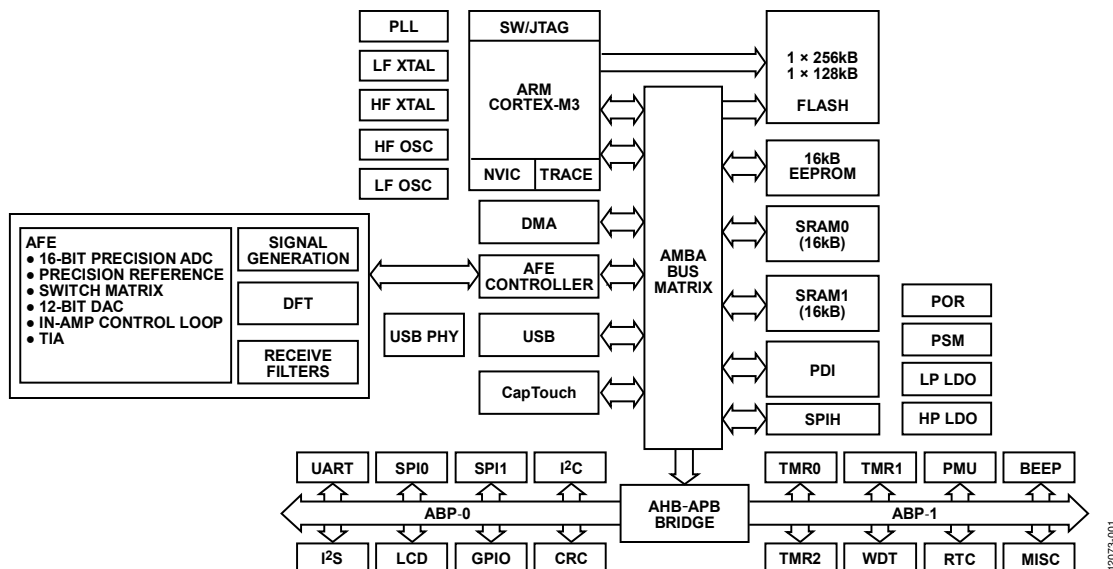 PLL
LF XTAL
HF XTAL
HF OSC
LF OSC
SW/JTAG
ARM
CORTEX-M3
NVIC
TRACE
1 × 256kB
1 × 128kB
FLASH
16kB
EEPROM
SRAM0
(16kB)
SRAM1
(16kB)
PDI
SPIH
POR
PSM
LP LDO
HP LDO
AMBA
BUS
MATRIX
DMA
AFE
CONTROLLER
USB PHY
USB
CapTouch
AFE
● 16-BIT PRECISION ADC
● PRECISION REFERENCE
● SWITCH MATRIX
● 12-BIT DAC
● IN-AMP CONTROL LOOP
● TIA
SIGNAL
GENERATION
DFT
RECEIVE
FILTERS
UART
SPI0
SPI1
I²C
TMR0
TMR1
PMU
BEEP
ABP-0
AHB-APB
BRIDGE
ABP-1
I²S
LCD
GPIO
CRC
TMR2
WDT
RTC
MISC
12073-001